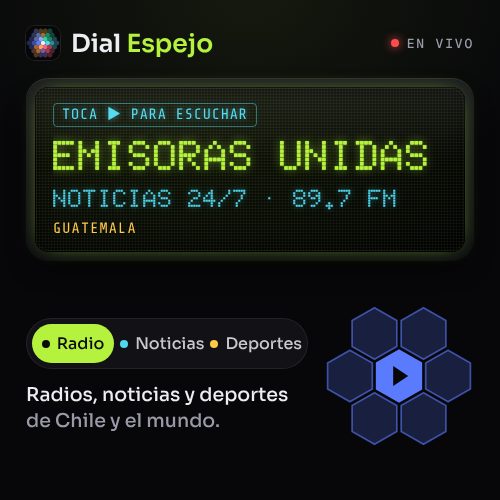 Dial Espejo
EN VIVO
TOCA ▶ PARA ESCUCHAR
EMISORAS UNIDAS
NOTICIAS 24/7 · 89.7 FM
GUATEMALA
Radio
Noticias
Deportes
Radios, noticias y deportes
de Chile y el mundo.